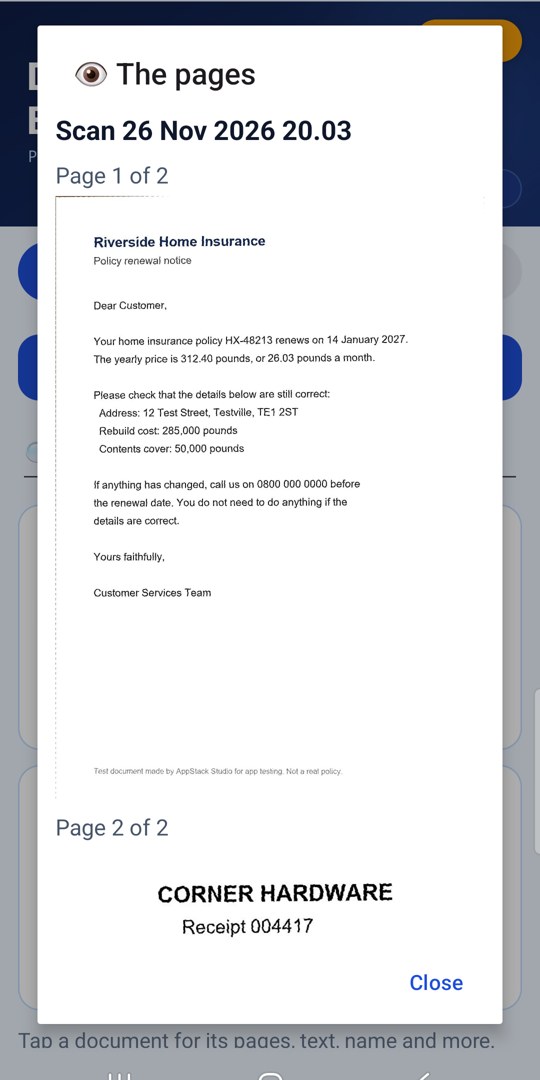 The pages
Scan 26 Nov 2026 20.03
Page 1 of 2
Riverside Home Insurance
Policy renewal notice
Dear Customer,
Your home insurance policy HX-48213 renews on 14 January 2027.
The yearly price is 312.40 pounds, or 26.03 pounds a month.
Please check that the details below are still correct:
Address: 12 Test Street, Testville, TE1 2ST
Rebuild cost: 285,000 pounds
Contents cover: 50,000 pounds
If anything has changed, call us on 0800 000 0000 before
the renewal date. You do not need to do anything if the
details are correct.
Yours faithfully,
Customer Services Team
Test document made by AppStack Studio for app testing. Not a real policy.
Page 2 of 2
CORNER HARDWARE
Receipt 004417
Close
Tap a document for its pages, text, name and more.